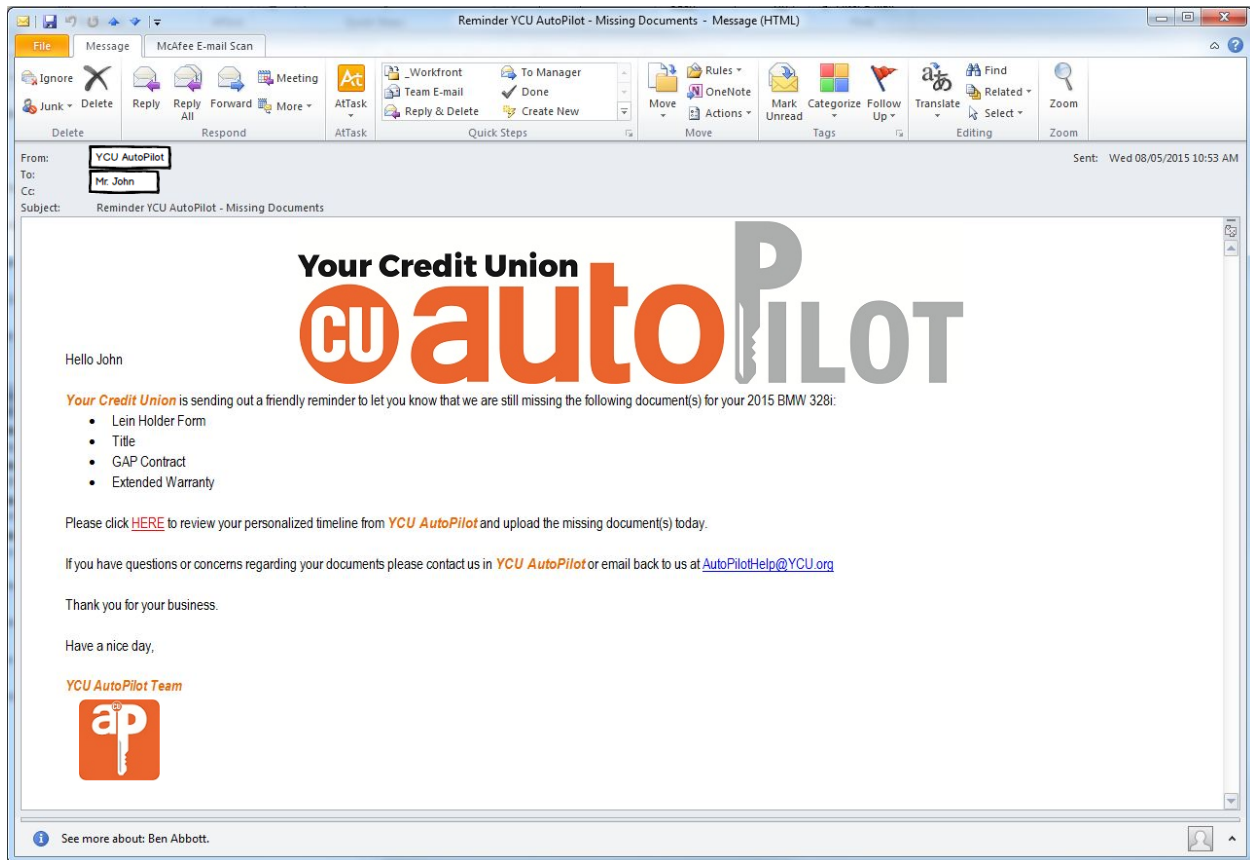 Reminder YCU AutoPilot - Missing Documents - Message (HTML)
File Message McAfee E-mail Scan
Ignore
Junk
Delete
Reply
Reply All
Forward
Meeting
More
AtTask
_Workfront
Team E-mail
Reply & Delete
To Manager
Done
Create New
Move
Rules
OneNote
Actions
Mark Unread
Categorize
Follow Up
Translate
Find
Related
Select
Zoom
Delete Respond AtTask Quick Steps Move Tags Editing Zoom
From: YCU AutoPilot
Sent: Wed 08/05/2015 10:53 AM
To: Mr. John
Cc:
Subject: Reminder YCU AutoPilot - Missing Documents
Your Credit Union
CU autoPILOT
Hello John
Your Credit Union is sending out a friendly reminder to let you know that we are still missing the following document(s) for your 2015 BMW 328i:
• Lein Holder Form
• Title
• GAP Contract
• Extended Warranty
Please click HERE to review your personalized timeline from YCU AutoPilot and upload the missing document(s) today.
If you have questions or concerns regarding your documents please contact us in YCU AutoPilot or email back to us at AutoPilotHelp@YCU.org
Thank you for your business.
Have a nice day,
YCU AutoPilot Team
CU
ap
See more about: Ben Abbott.